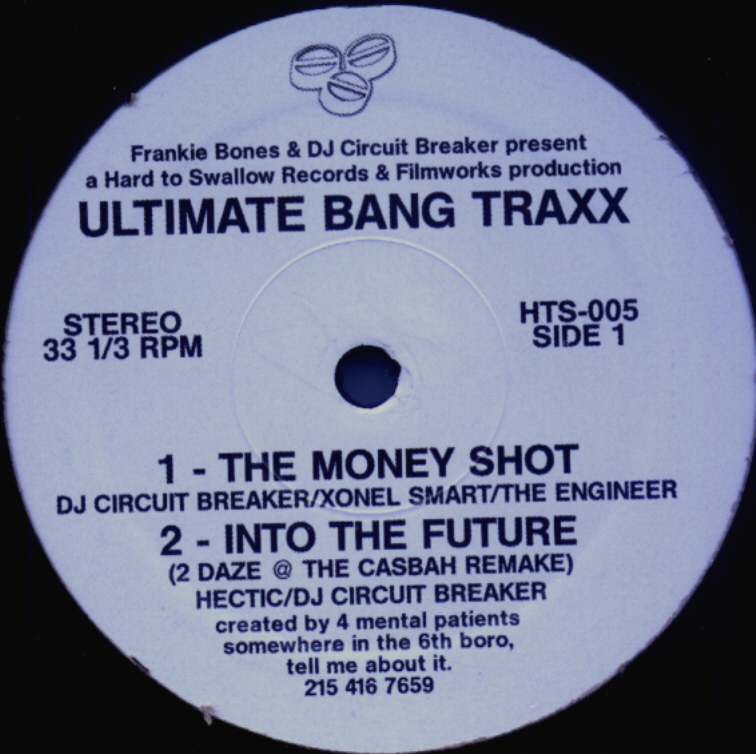 Frankie Bones & DJ Circuit Breaker present
a Hard to Swallow Records & Filmworks production
ULTIMATE BANG TRAXX
STEREO
33 1/3 RPM
HTS-005
SIDE 1
1 - THE MONEY SHOT
DJ CIRCUIT BREAKER/XONEL SMART/THE ENGINEER
2 - INTO THE FUTURE
(2 DAZE @ THE CASBAH REMAKE)
HECTIC/DJ CIRCUIT BREAKER
created by 4 mental patients
somewhere in the 6th boro,
tell me about it.
215 416 7659